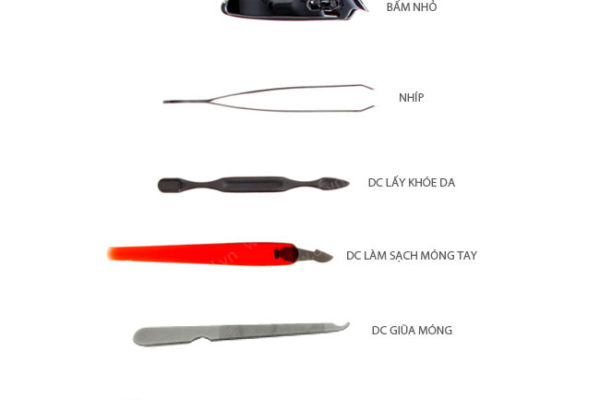 BẤM NHỎ
NHÍP
DC LẤY KHÓE DA
DC LÀM SẠCH MÓNG TAY
DC GIŨA MÓNG